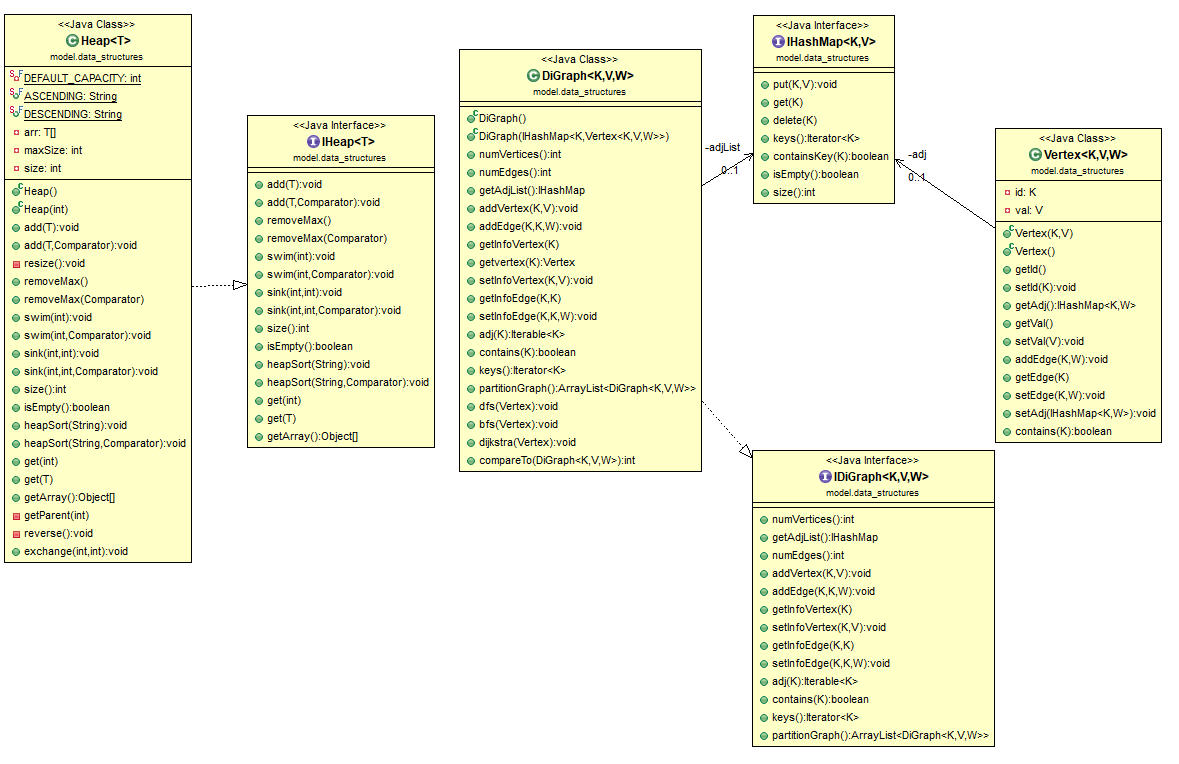 <<Java Class>>
Heap<T>
model.data_structures
DEFAULT_CAPACITY: int
ASCENDING: String
DESCENDING: String
arr: T[]
maxSize: int
size: int
Heap()
Heap(int)
add(T):void
add(T,Comparator):void
resize():void
removeMax()
removeMax(Comparator)
swim(int):void
swim(int,Comparator):void
sink(int,int):void
sink(int,int,Comparator):void
size():int
isEmpty():boolean
heapSort(String):void
heapSort(String,Comparator):void
get(int)
get(T)
getArray():Object[]
getParent(int)
reverse():void
exchange(int,int):void
<<Java Interface>>
IHeap<T>
model.data_structures
add(T):void
add(T,Comparator):void
removeMax()
removeMax(Comparator)
swim(int):void
swim(int,Comparator):void
sink(int,int):void
sink(int,int,Comparator):void
size():int
isEmpty():boolean
heapSort(String):void
heapSort(String,Comparator):void
get(int)
get(T)
getArray():Object[]
<<Java Class>>
DiGraph<K,V,W>
model.data_structures
DiGraph()
DiGraph(IHashMap<K,Vertex<K,V,W>>)
numVertices():int
numEdges():int
getAdjList():IHashMap
addVertex(K,V):void
addEdge(K,K,W):void
getInfoVertex(K)
getvertex(K):Vertex
setInfoVertex(K,V):void
getInfoEdge(K,K)
setInfoEdge(K,K,W):void
adj(K):Iterable<K>
contains(K):boolean
keys():Iterator<K>
partitionGraph():ArrayList<DiGraph<K,V,W>>
dfs(Vertex):void
bfs(Vertex):void
dijkstra(Vertex):void
compareTo(DiGraph<K,V,W>):int
-adjList
0..1
<<Java Interface>>
IHashMap<K,V>
model.data_structures
put(K,V):void
get(K)
delete(K)
keys():Iterator<K>
containsKey(K):boolean
isEmpty():boolean
size():int
-adj
0..1
<<Java Class>>
Vertex<K,V,W>
model.data_structures
id: K
val: V
Vertex(K,V)
Vertex()
getId()
setId(K):void
getAdj():IHashMap<K,W>
getVal()
setVal(V):void
addEdge(K,W):void
getEdge(K)
setEdge(K,W):void
setAdj(IHashMap<K,W>):void
contains(K):boolean
<<Java Interface>>
IDiGraph<K,V,W>
model.data_structures
numVertices():int
getAdjList():IHashMap
numEdges():int
addVertex(K,V):void
addEdge(K,K,W):void
getInfoVertex(K)
setInfoVertex(K,V):void
getInfoEdge(K,K)
setInfoEdge(K,K,W):void
adj(K):Iterable<K>
contains(K):boolean
keys():Iterator<K>
partitionGraph():ArrayList<DiGraph<K,V,W>>